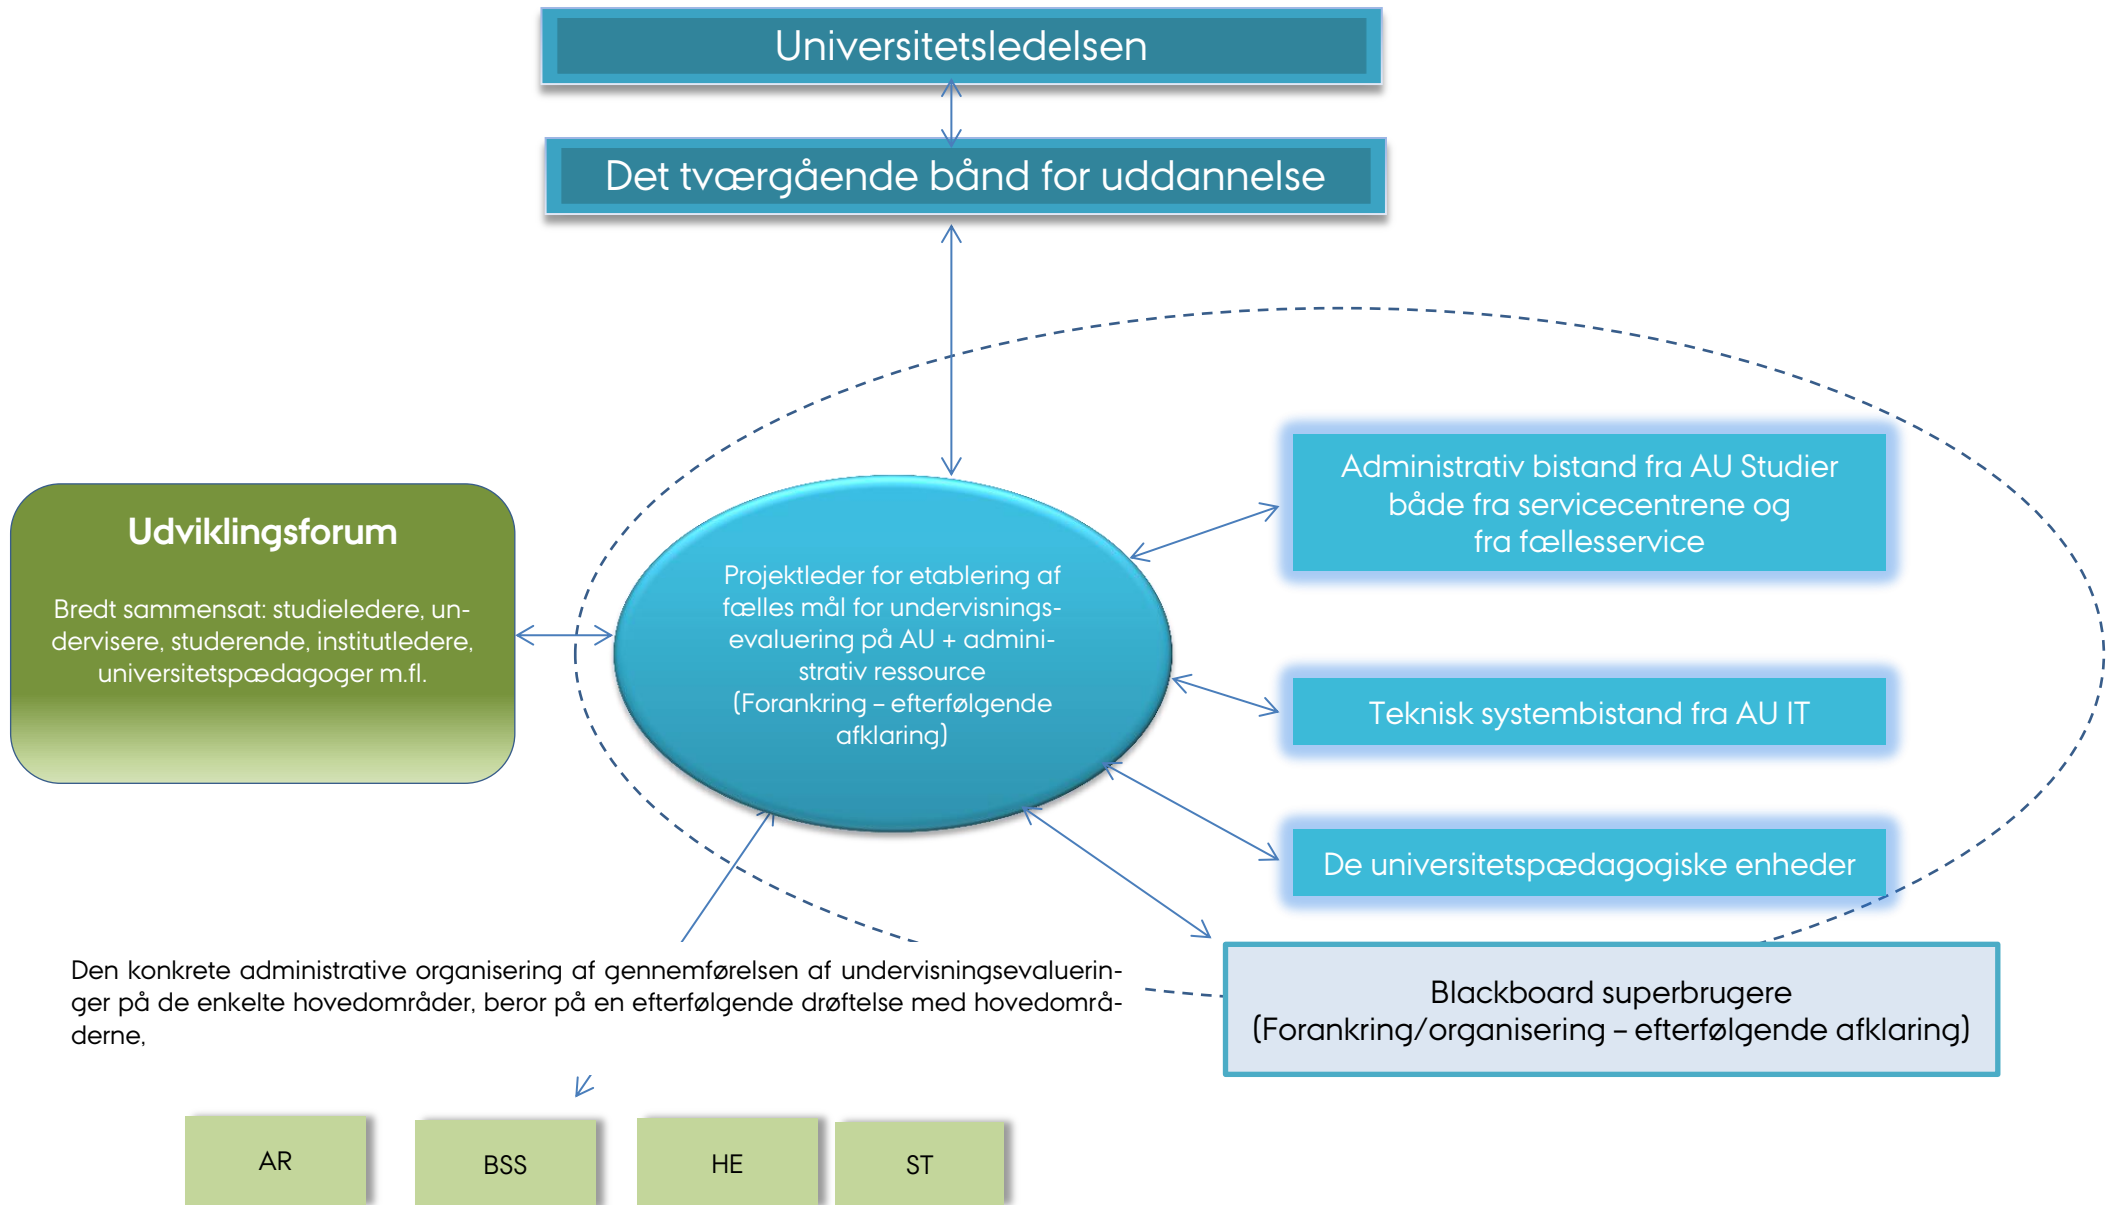 Universitetsledelsen
Det tværgående bånd for uddannelse
Administrativ bistand fra AU Studier
både fra servicecentrene og
fra fællesservice
Udviklingsforum
Bredt sammensat: studieledere, un-
dervisere, studerende, institutledere,
universitetspædagoger m.fl.
Projektleder for etablering af
fælles mål for undervisnings-
evaluering på AU + admini-
strativ ressource
(Forankring – efterfølgende
afklaring)
Teknisk systembistand fra AU IT
De universitetspædagogiske enheder
Den konkrete administrative organisering af gennemførelsen af undervisningsevaluerin-
ger på de enkelte hovedområder, beror på en efterfølgende drøftelse med hovedområ-
derne,
Blackboard superbrugere
(Forankring/organisering – efterfølgende afklaring)
AR
BSS
HE
ST